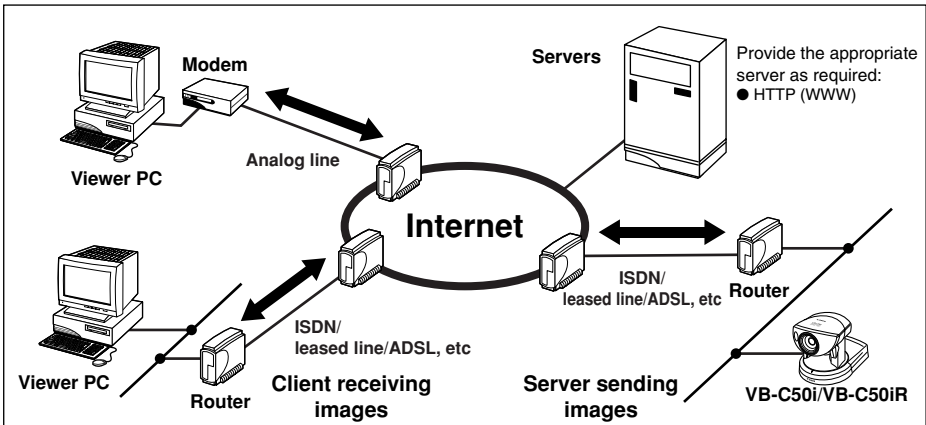 Modem
Analog line
Viewer PC
Servers
Provide the appropriate
server as required:
● HTTP (WWW)
Internet
ISDN/
leased line/ADSL, etc
Router
Viewer PC
ISDN/
leased line/ADSL, etc
Router
Client receiving
images
Server sending
images
VB-C50i/VB-C50iR